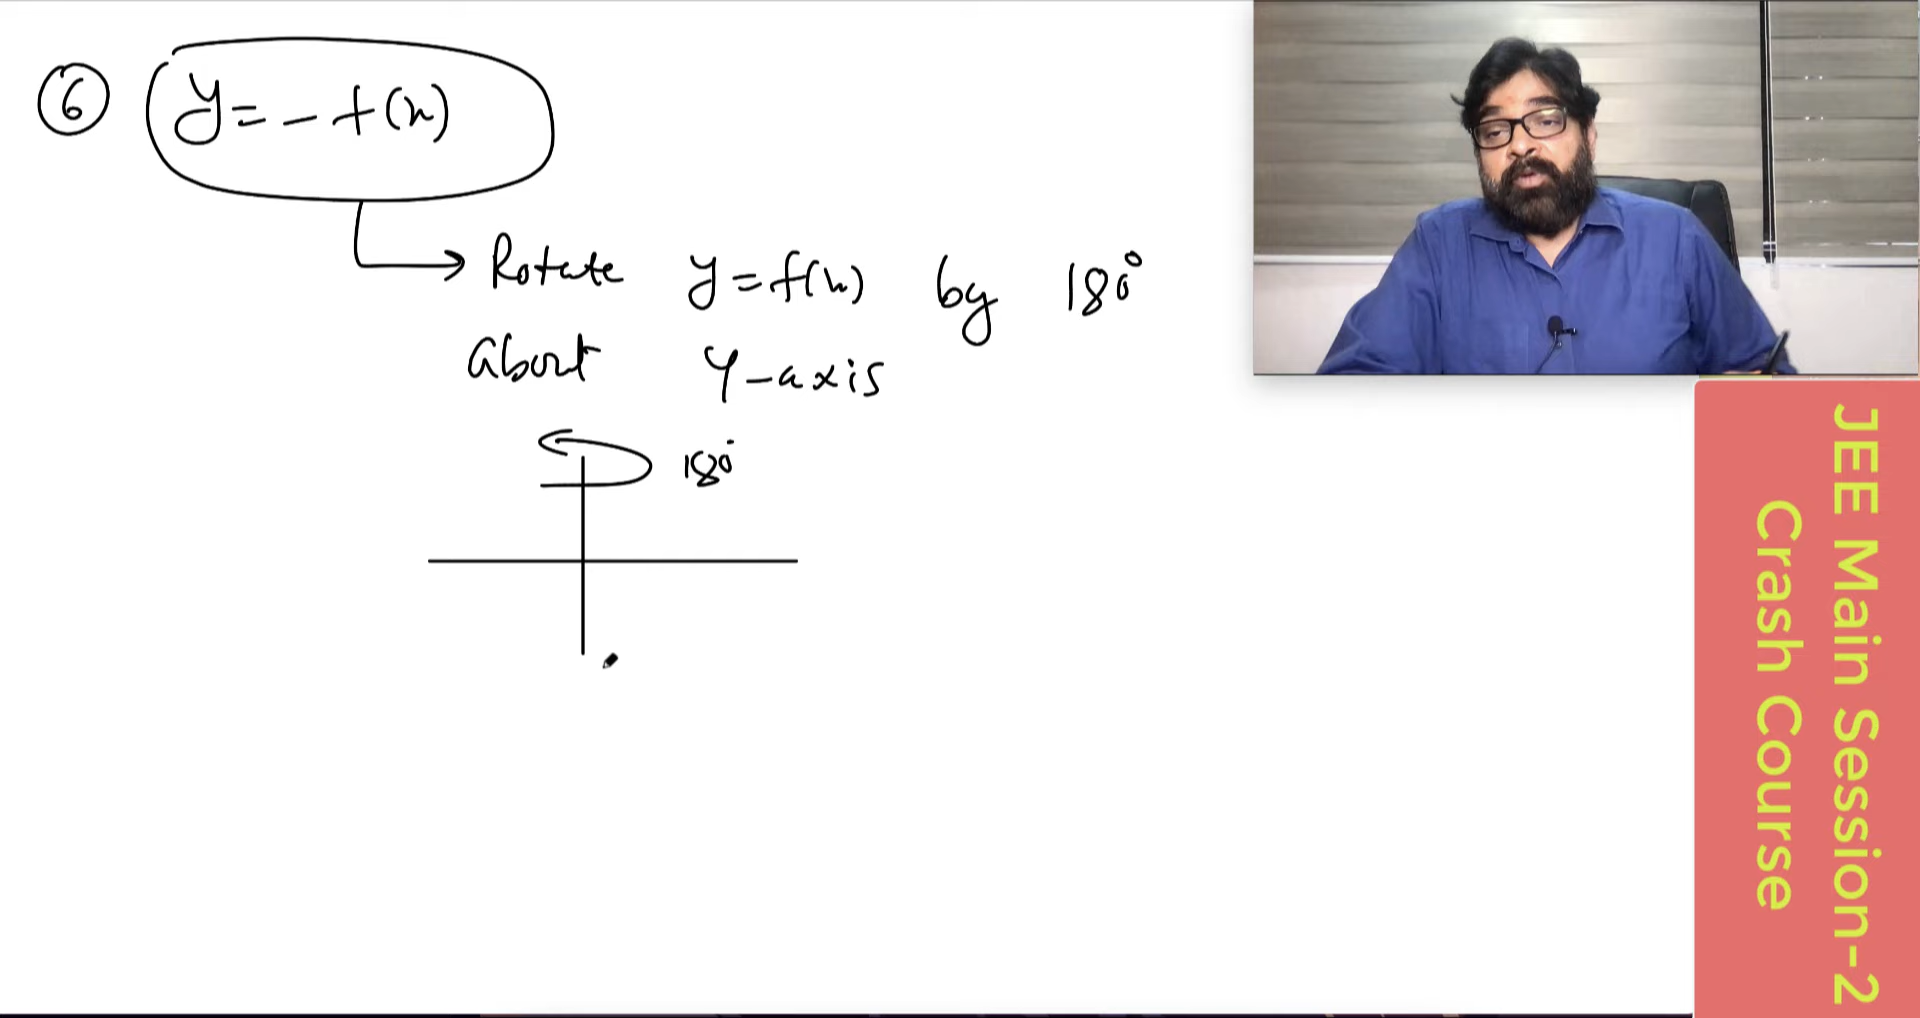 6 y = - f(x)
Rotate y = f(x) by 180°
About Y-axis
180°
JEE Main Session-2
Crash Course